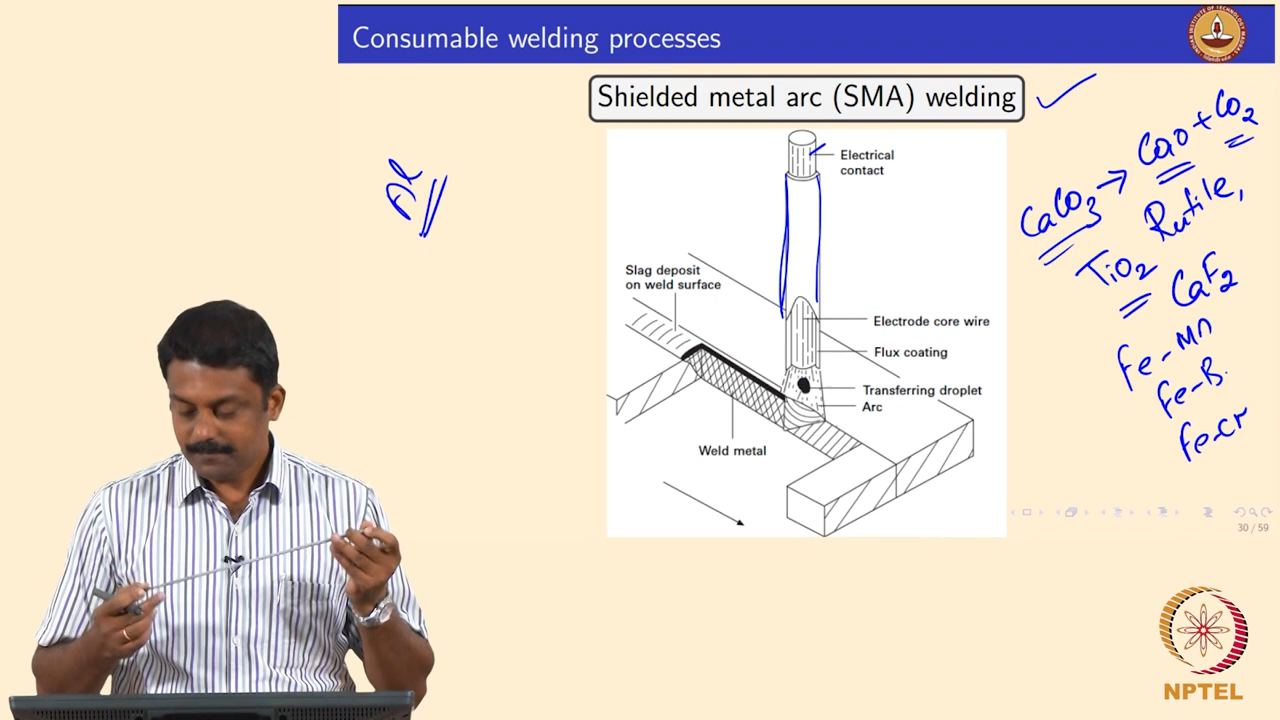 Consumable welding processes
Shielded metal arc (SMA) welding
Electrical
contact
Slag deposit
on weld surface
Electrode core wire
Flux coating
Transferring droplet
Arc
Weld metal
CaCO3 → CaO + CO2
TiO2 Rutile,
CaF2
Fe-Mn
Fe-B.
Fe-Cr
Al
30 / 59
NPTEL